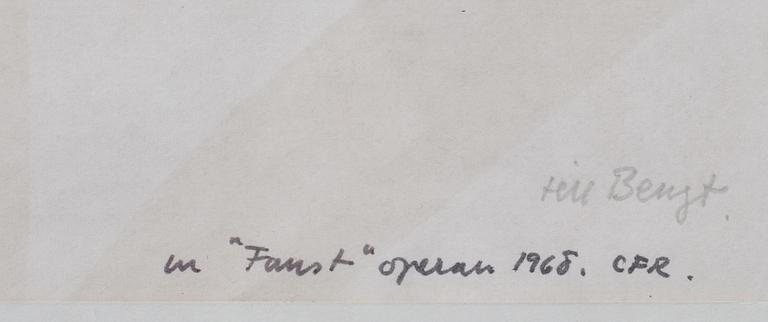 till Bengt.
ur "Faust" operan 1968. CFR.